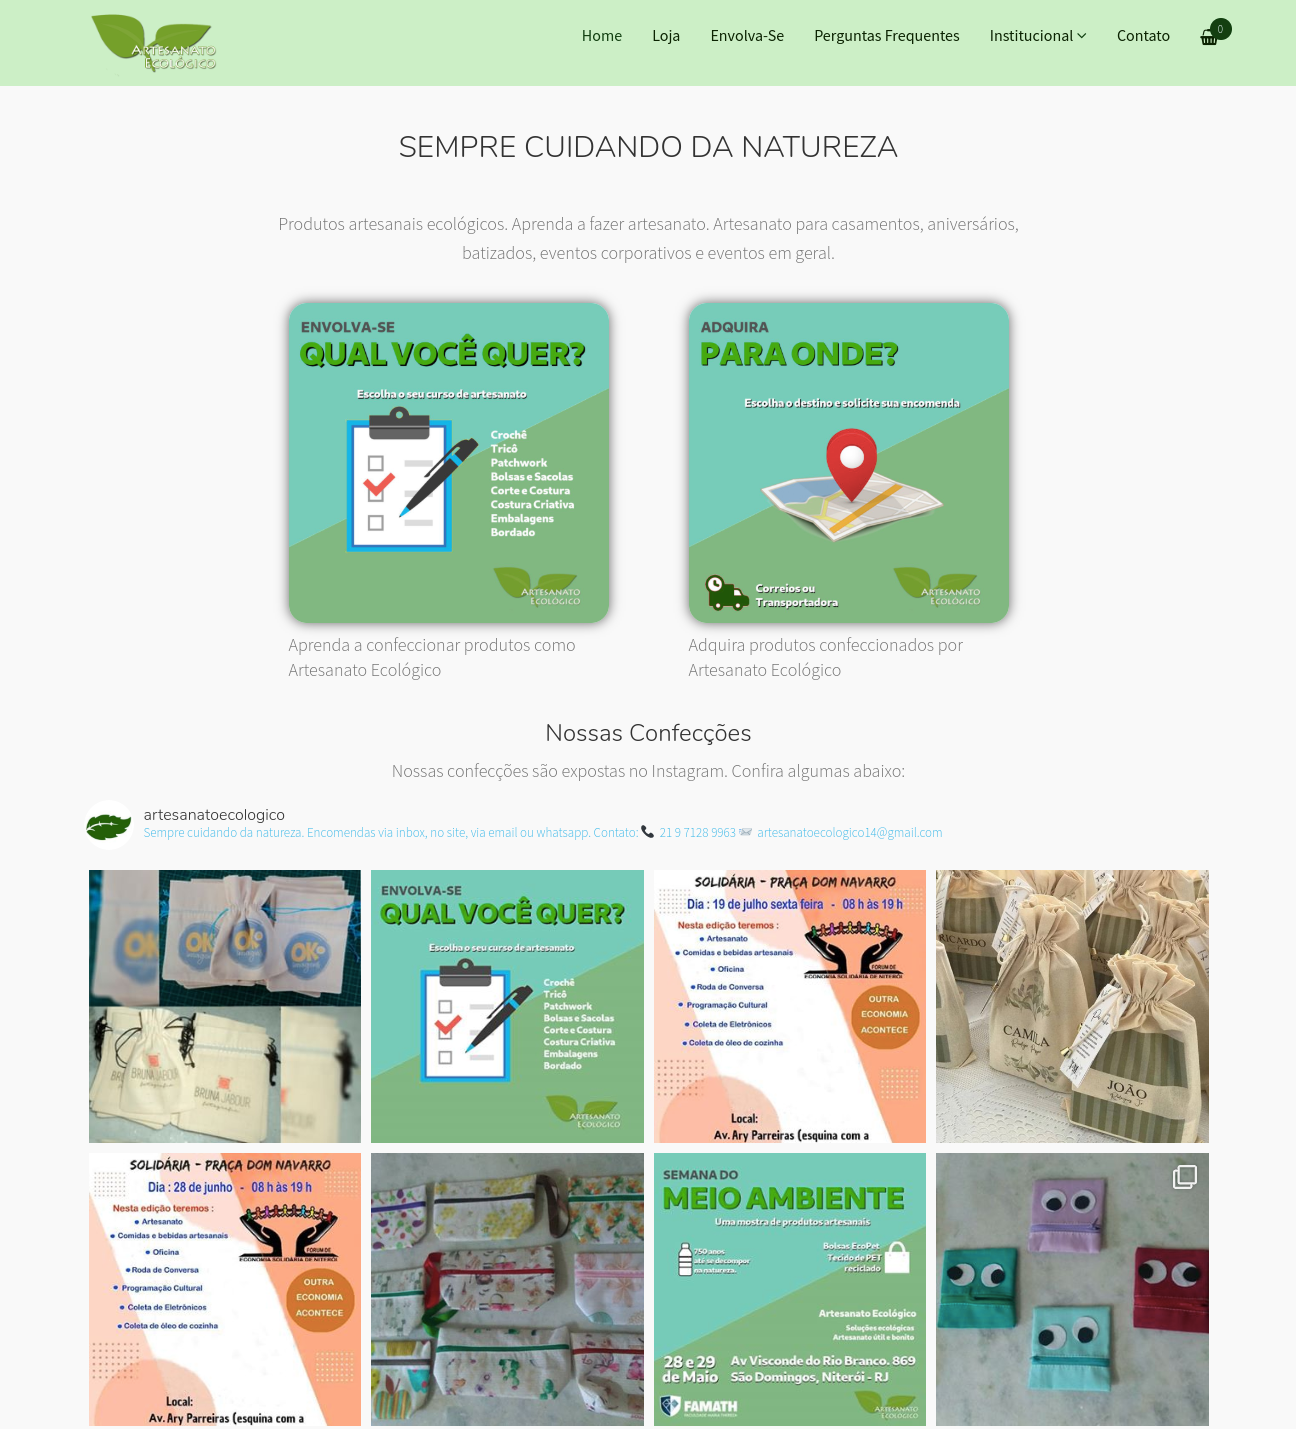 ARTESANATO
ECOLÓGICO
Home
Loja
Envolva-Se
Perguntas Frequentes
Institucional
Contato
0
SEMPRE CUIDANDO DA NATUREZA
Produtos artesanais ecológicos. Aprenda a fazer artesanato. Artesanato para casamentos, aniversários,
batizados, eventos corporativos e eventos em geral.
ENVOLVA-SE
QUAL VOCÊ QUER?
Escolha o seu curso de artesanato
Crochê
Tricô
Patchwork
Bolsas e Sacolas
Corte e Costura
Costura Criativa
Embalagens
Bordado
ARTESANATO
ECOLÓGICO
ADQUIRA
PARA ONDE?
Escolha o destino e solicite sua encomenda
Correios ou
Transportadora
ARTESANATO
ECOLÓGICO
Aprenda a confeccionar produtos como
Artesanato Ecológico
Adquira produtos confeccionados por
Artesanato Ecológico
Nossas Confecções
Nossas confecções são expostas no Instagram. Confira algumas abaixo:
artesanatoecologico
Sempre cuidando da natureza. Encomendas via inbox, no site, via email ou whatsapp. Contato: 21 9 7128 9963 artesanatoecologico14@gmail.com
OK
OK
OK
OK
BRUNA JABOUR
BRUNA JABOUR
ENVOLVA-SE
QUAL VOCÊ QUER?
Escolha o seu curso de artesanato
Crochê
Tricô
Patchwork
Bolsas e Sacolas
Corte e Costura
Costura Criativa
Embalagens
Bordado
ARTESANATO
ECOLÓGICO
SOLIDÁRIA - PRAÇA DOM NAVARRO
Dia : 19 de julho sexta feira - 08 h às 19 h
Nesta edição teremos :
Artesanato
Comidas e bebidas artesanais
Oficina
Roda de Conversa
Programação Cultural
Coleta de Eletrônicos
Coleta de óleo de cozinha
FORUM DE
ECONOMIA SOLIDÁRIA DE NITERÓI
OUTRA
ECONOMIA
ACONTECE
Local:
Av. Ary Parreiras (esquina com a
RICARDO
CAMILA
JOÃO
SOLIDÁRIA - PRAÇA DOM NAVARRO
Dia : 28 de junho - 08 h às 19 h
Nesta edição teremos :
Artesanato
Comidas e bebidas artesanais
Oficina
Roda de Conversa
Programação Cultural
Coleta de Eletrônicos
Coleta de óleo de cozinha
FORUM DE
ECONOMIA SOLIDÁRIA DE NITERÓI
OUTRA
ECONOMIA
ACONTECE
Local:
Av. Ary Parreiras (esquina com a
SEMANA DO
MEIO AMBIENTE
Uma mostra de produtos artesanais
750 anos
até se decompor
na natureza.
Bolsas EcoPet
Tecido de PET
reciclado
Artesanato Ecológico
Soluções ecológicas
Artesanato útil e bonito
28 e 29
de Maio
Av Visconde do Rio Branco. 869
São Domingos, Niterói - RJ
FAMATH
ARTESANATO
ECOLÓGICO